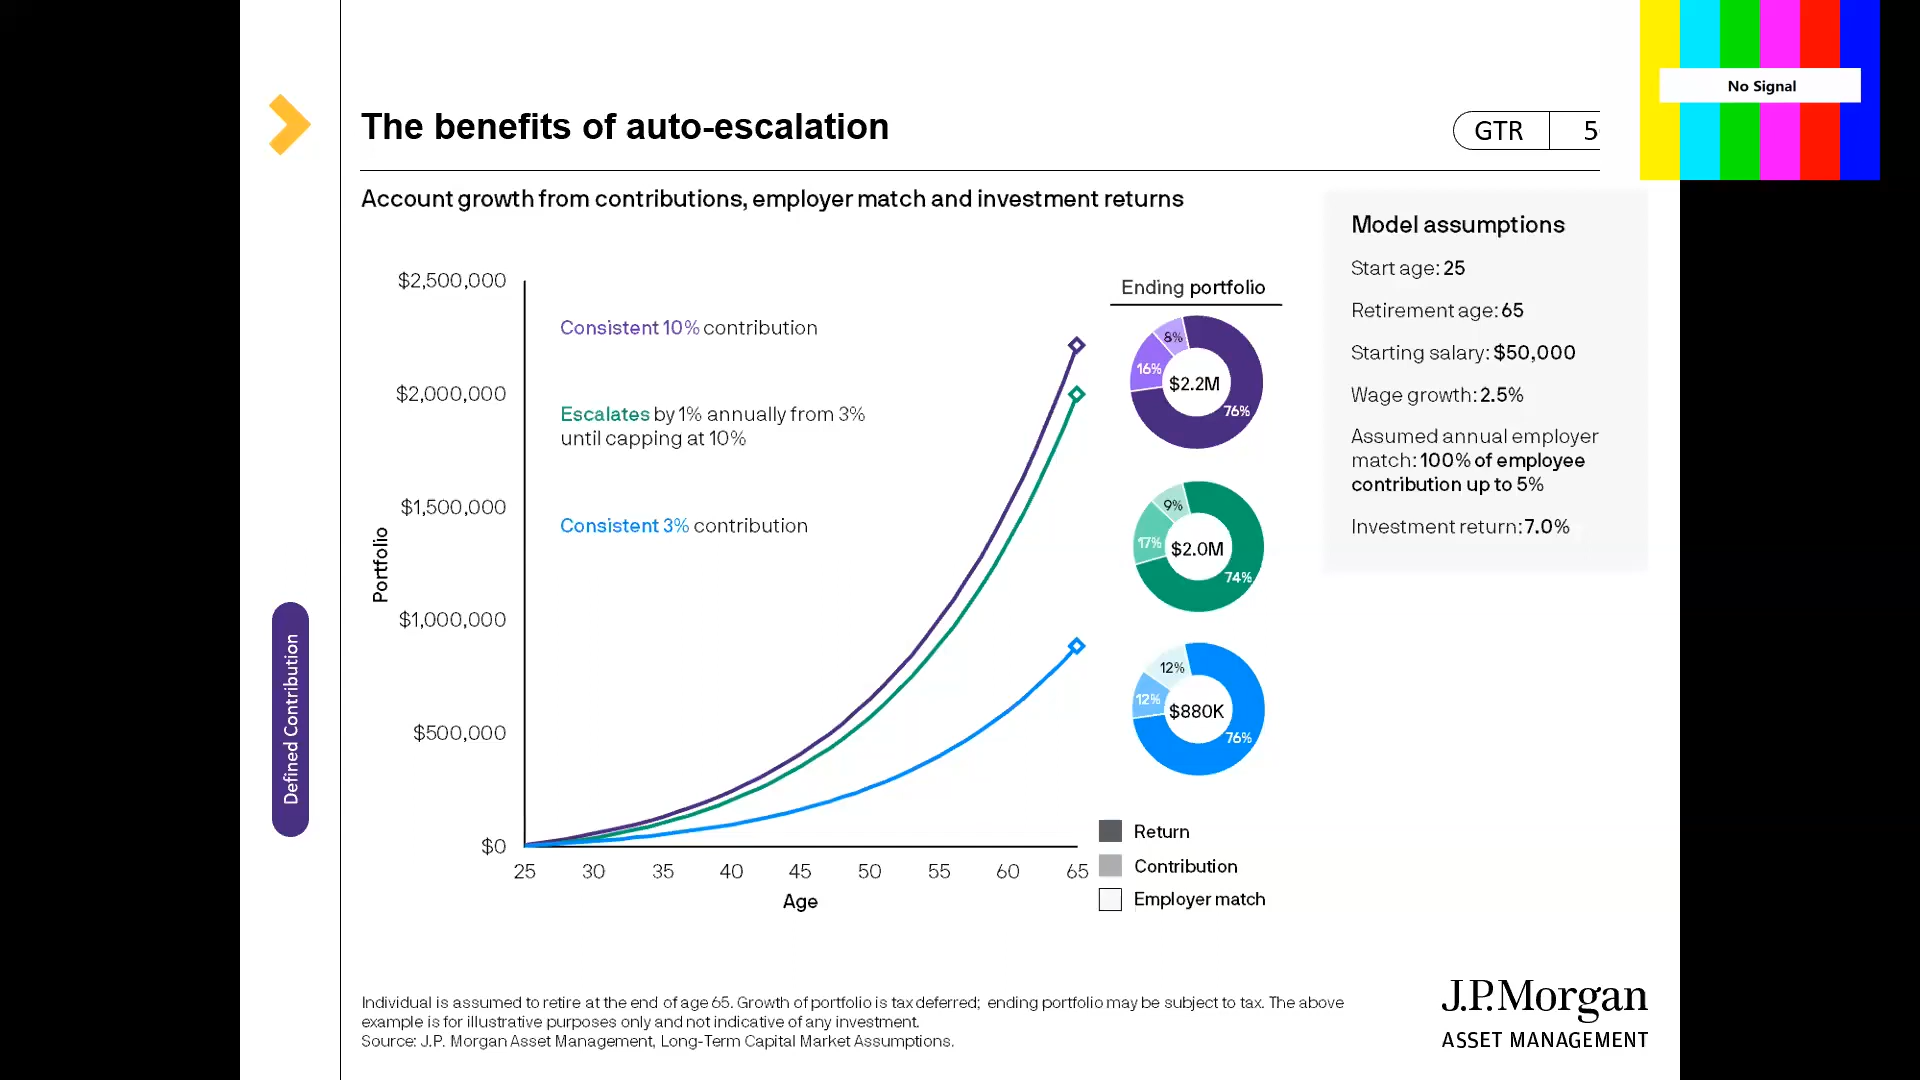 No Signal
The benefits of auto-escalation
GTR
Account growth from contributions, employer match and investment returns
Portfolio
$2,500,000
$2,000,000
$1,500,000
$1,000,000
$500,000
$0
25 30 35 40 45 50 55 60 65
Age
Consistent 10% contribution
Escalates by 1% annually from 3%
until capping at 10%
Consistent 3% contribution
Ending portfolio
8%
16%
$2.2M
76%
9%
17%
$2.0M
74%
12%
12%
$880K
76%
Return
Contribution
Employer match
Model assumptions
Start age: 25
Retirement age: 65
Starting salary: $50,000
Wage growth: 2.5%
Assumed annual employer
match: 100% of employee
contribution up to 5%
Investment return: 7.0%
Defined Contribution
Individual is assumed to retire at the end of age 65. Growth of portfolio is tax deferred; ending portfolio may be subject to tax. The above
example is for illustrative purposes only and not indicative of any investment.
Source: J.P. Morgan Asset Management, Long-Term Capital Market Assumptions.
J.P.Morgan
ASSET MANAGEMENT